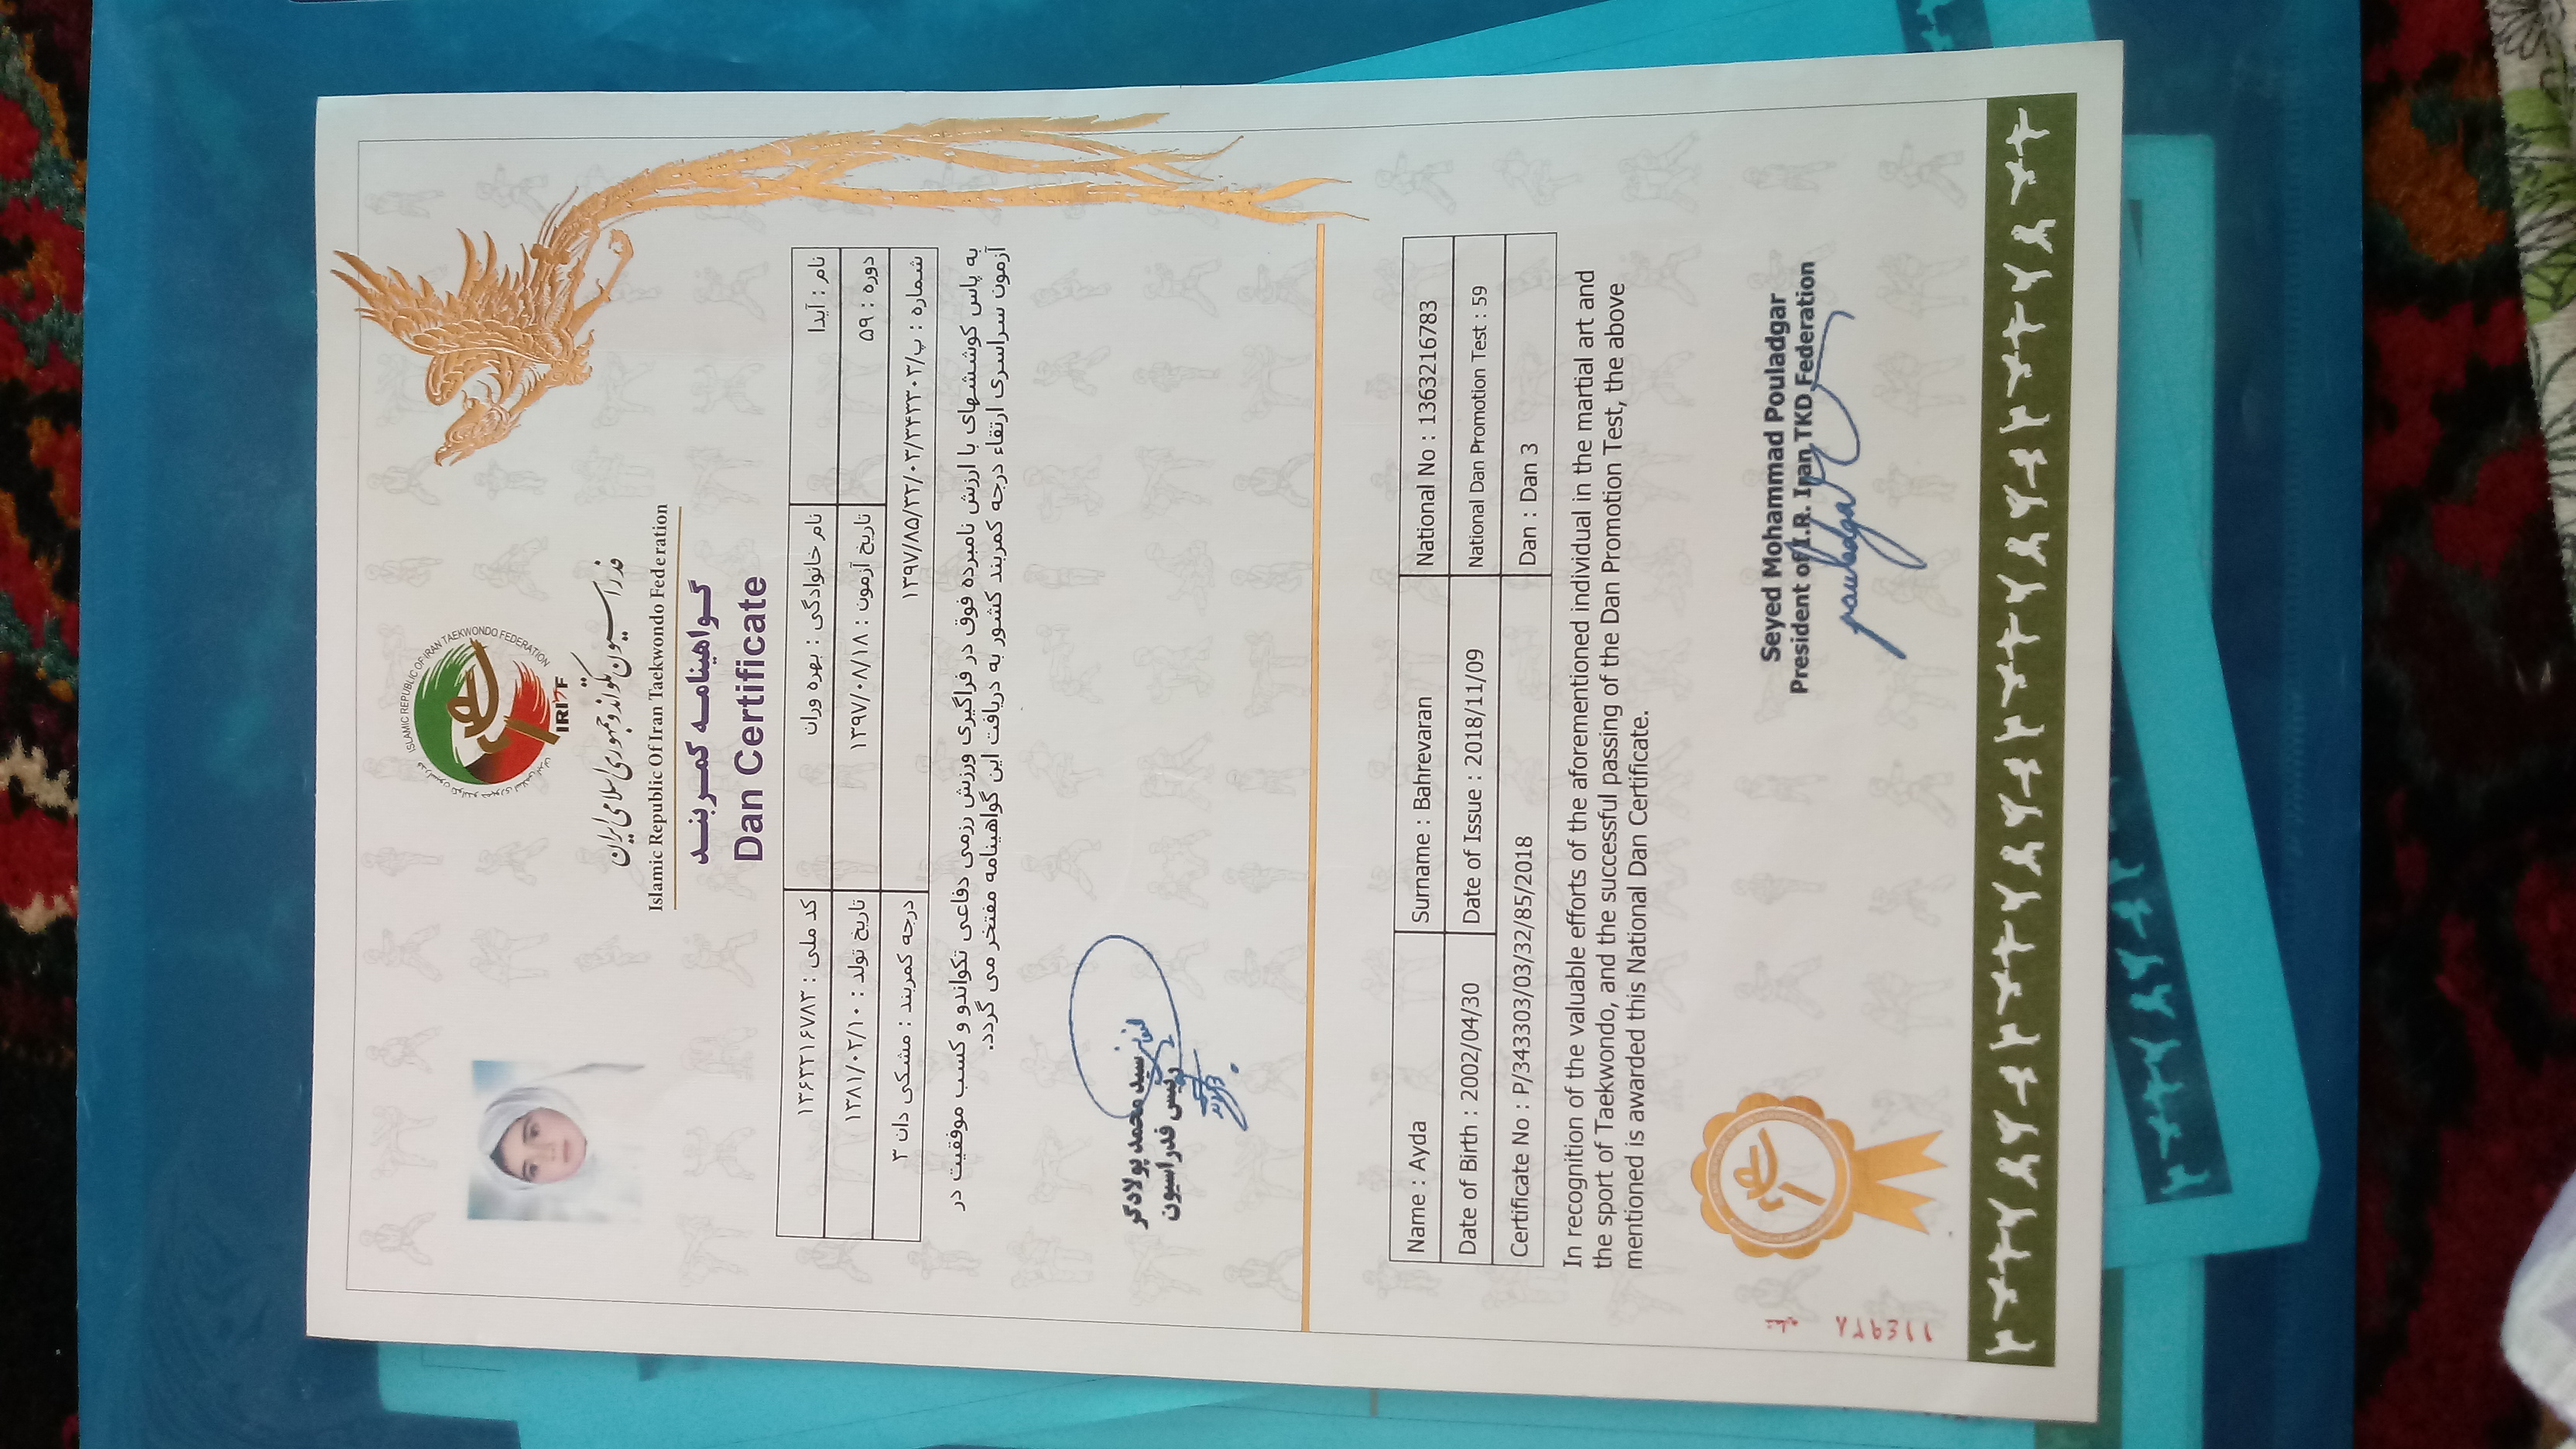 ISLAMIC REPUBLIC OF IRAN TAEKWONDO FEDERATION
IRITF
فدراسیون تکواندو جمهوری اسلامی ایران
Islamic Republic Of Iran Taekwondo Federation
گواهینامه کمربند
Dan Certificate
نام : آیدا
نام خانوادگی : بهره وران
کد ملی : ۱۳۶۳۲۱۶۷۸۳
دوره : ۵۹
تاریخ آزمون : ۱۳۹۷/۰۸/۱۸
تاریخ تولد : ۱۳۸۱/۰۲/۱۰
شماره : پ/۱۳۹۷/۸۵/۳۲/۰۳/۳۴۳۳۰۳
درجه کمربند : مشکی دان ۳
به پاس کوششهای با ارزش نامبرده فوق در فراگیری ورزش رزمی دفاعی تکواندو و کسب موفقیت در
آزمون سراسری ارتقاء درجه کمربند کشور به دریافت این گواهینامه مفتخر می گردد.
سید محمد پولادگر
رئیس فدراسیون
Name : Ayda
Surname : Bahrevaran
National No : 1363216783
Date of Birth : 2002/04/30
Date of Issue : 2018/11/09
National Dan Promotion Test : 59
Certificate No : P/343303/03/32/85/2018
Dan : Dan 3
In recognition of the valuable efforts of the aforementioned individual in the martial art and
the sport of Taekwondo, and the successful passing of the Dan Promotion Test, the above
mentioned is awarded this National Dan Certificate.
Seyed Mohammad Pouladgar
President of I.R. Iran TKD Federation
pouladgar